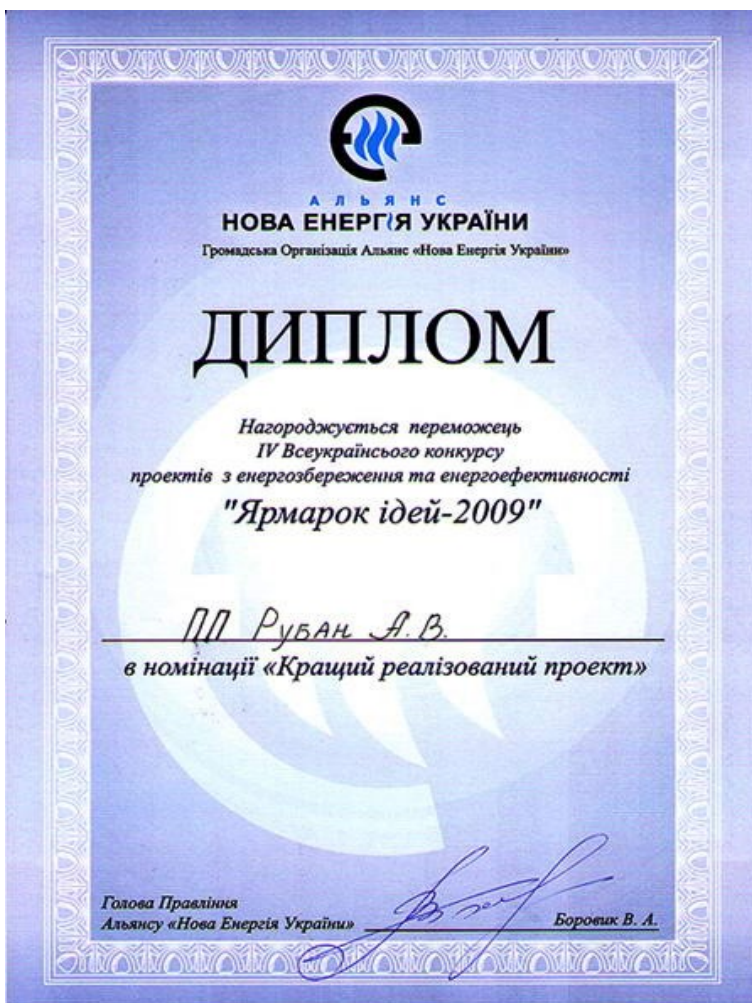 АЛЬЯНС
НОВА ЕНЕРГІЯ УКРАЇНИ
Громадська Організація Альянс «Нова Енергія України»
ДИПЛОМ
Нагороджується переможець
IV Всеукраїнсього конкурсу
проектів з енергозбереження та енергоефективності
"Ярмарок ідей-2009"
ПП Рубан А.В.
в номінації «Кращий реалізований проект»
Голова Правління
Альянсу «Нова Енергія України»
Боровик В. А.